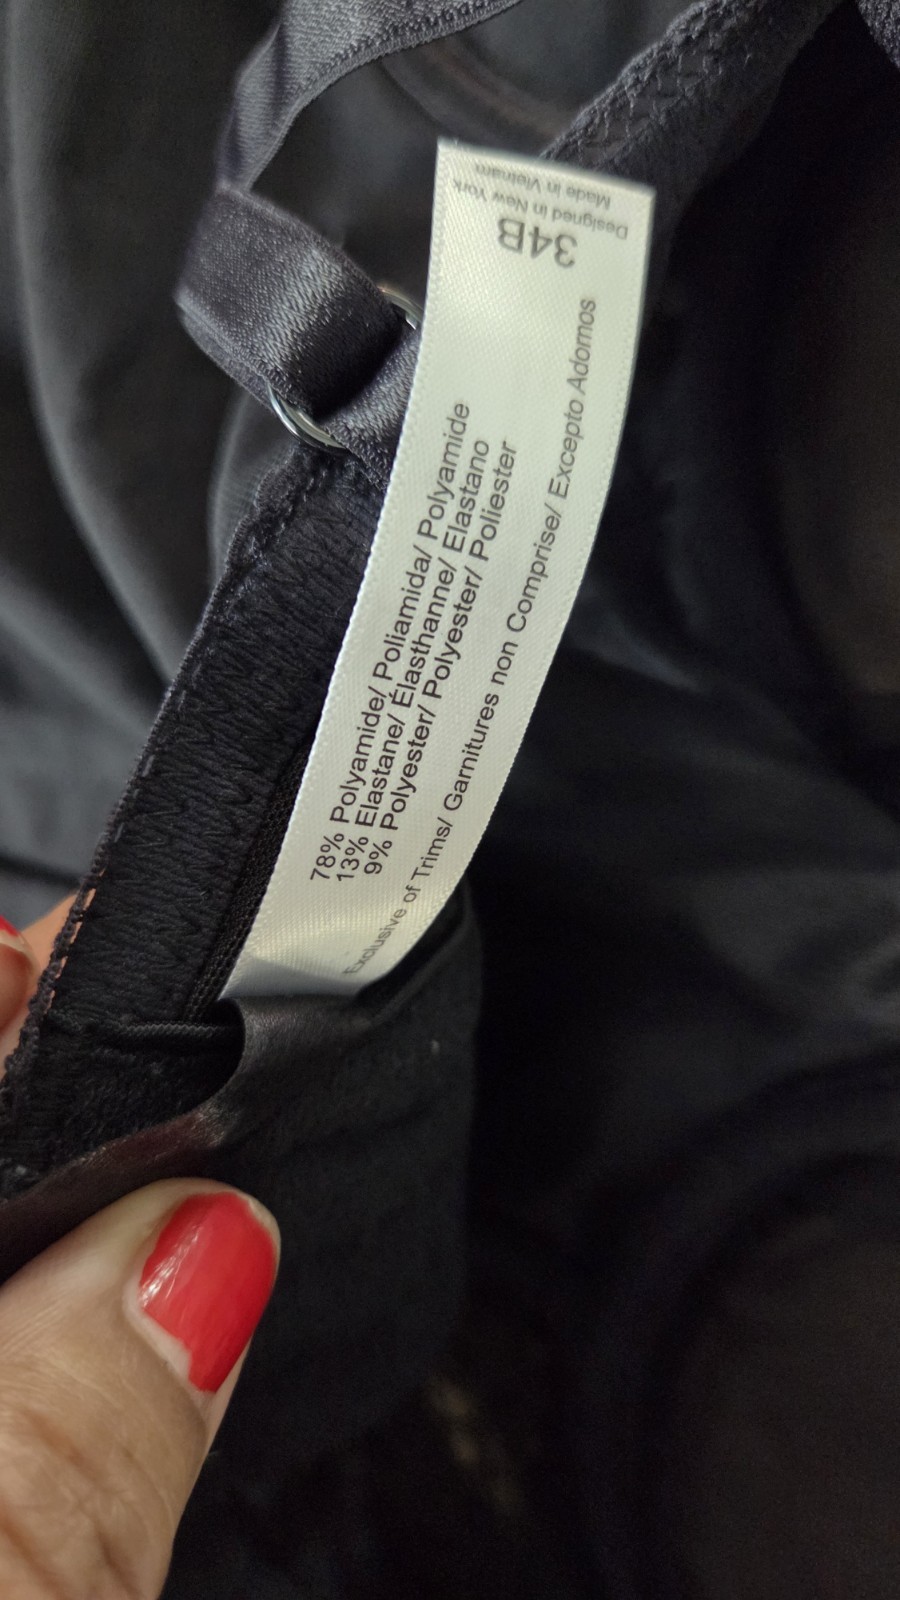 78% Polyamide/ Poliamida/ Polyamide
13% Elastane/ Élasthanne/ Elastano
9% Polyester/ Polyester/ Poliester
Exclusive of Trims/ Garnitures non Comprise/ Excepto Adornos
34B
Designed in New York
Made in Vietnam